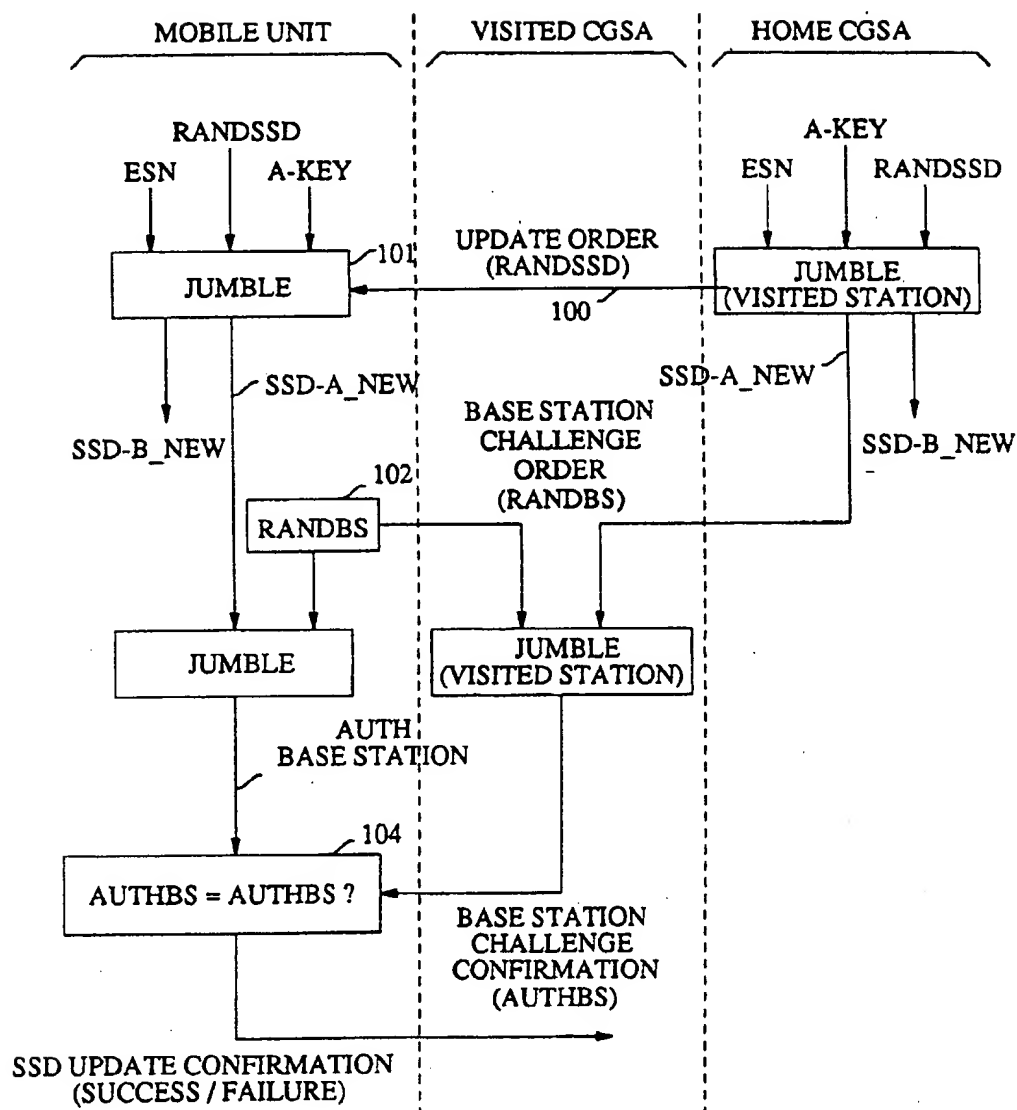 MOBILE UNIT
VISITED CGSA
HOME CGSA
RANDSSD
ESN
A-KEY
A-KEY
ESN
RANDSSD
101
UPDATE ORDER
(RANDSSD)
100
JUMBLE
JUMBLE
(VISITED STATION)
SSD-A_NEW
SSD-A_NEW
SSD-B_NEW
SSD-B_NEW
BASE STATION
CHALLENGE
ORDER
(RANDBS)
102
RANDBS
JUMBLE
JUMBLE
(VISITED STATION)
AUTH
BASE STATION
104
AUTHBS = AUTHBS ?
BASE STATION
CHALLENGE
CONFIRMATION
(AUTHBS)
SSD UPDATE CONFIRMATION
(SUCCESS / FAILURE)